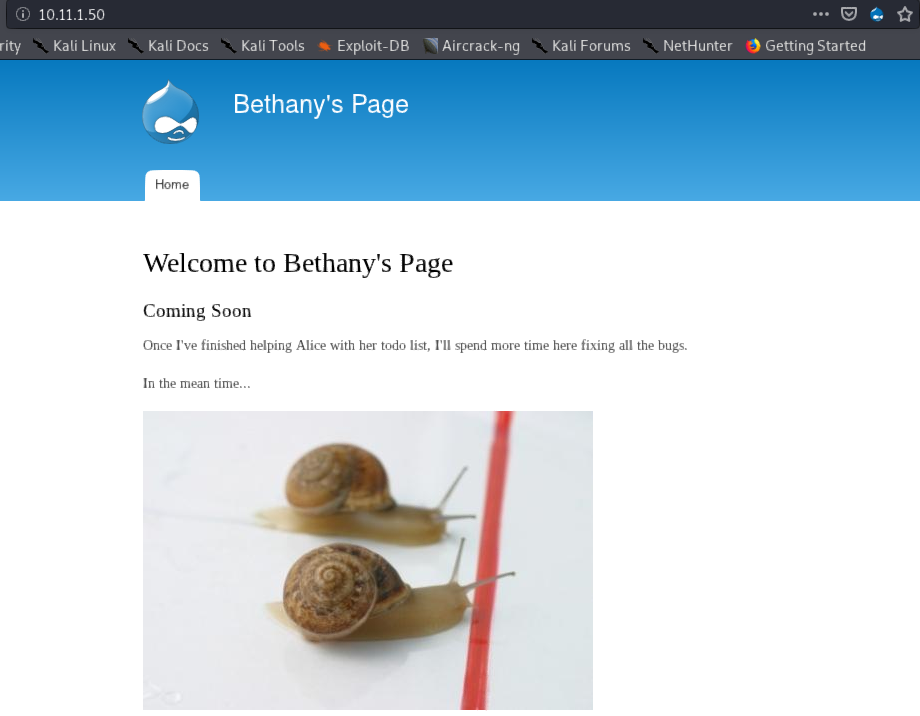 10.11.1.50
rity Kali Linux Kali Docs Kali Tools Exploit-DB Aircrack-ng Kali Forums NetHunter Getting Started
Bethany's Page
Home
Welcome to Bethany's Page
Coming Soon
Once I've finished helping Alice with her todo list, I'll spend more time here fixing all the bugs.
In the mean time...